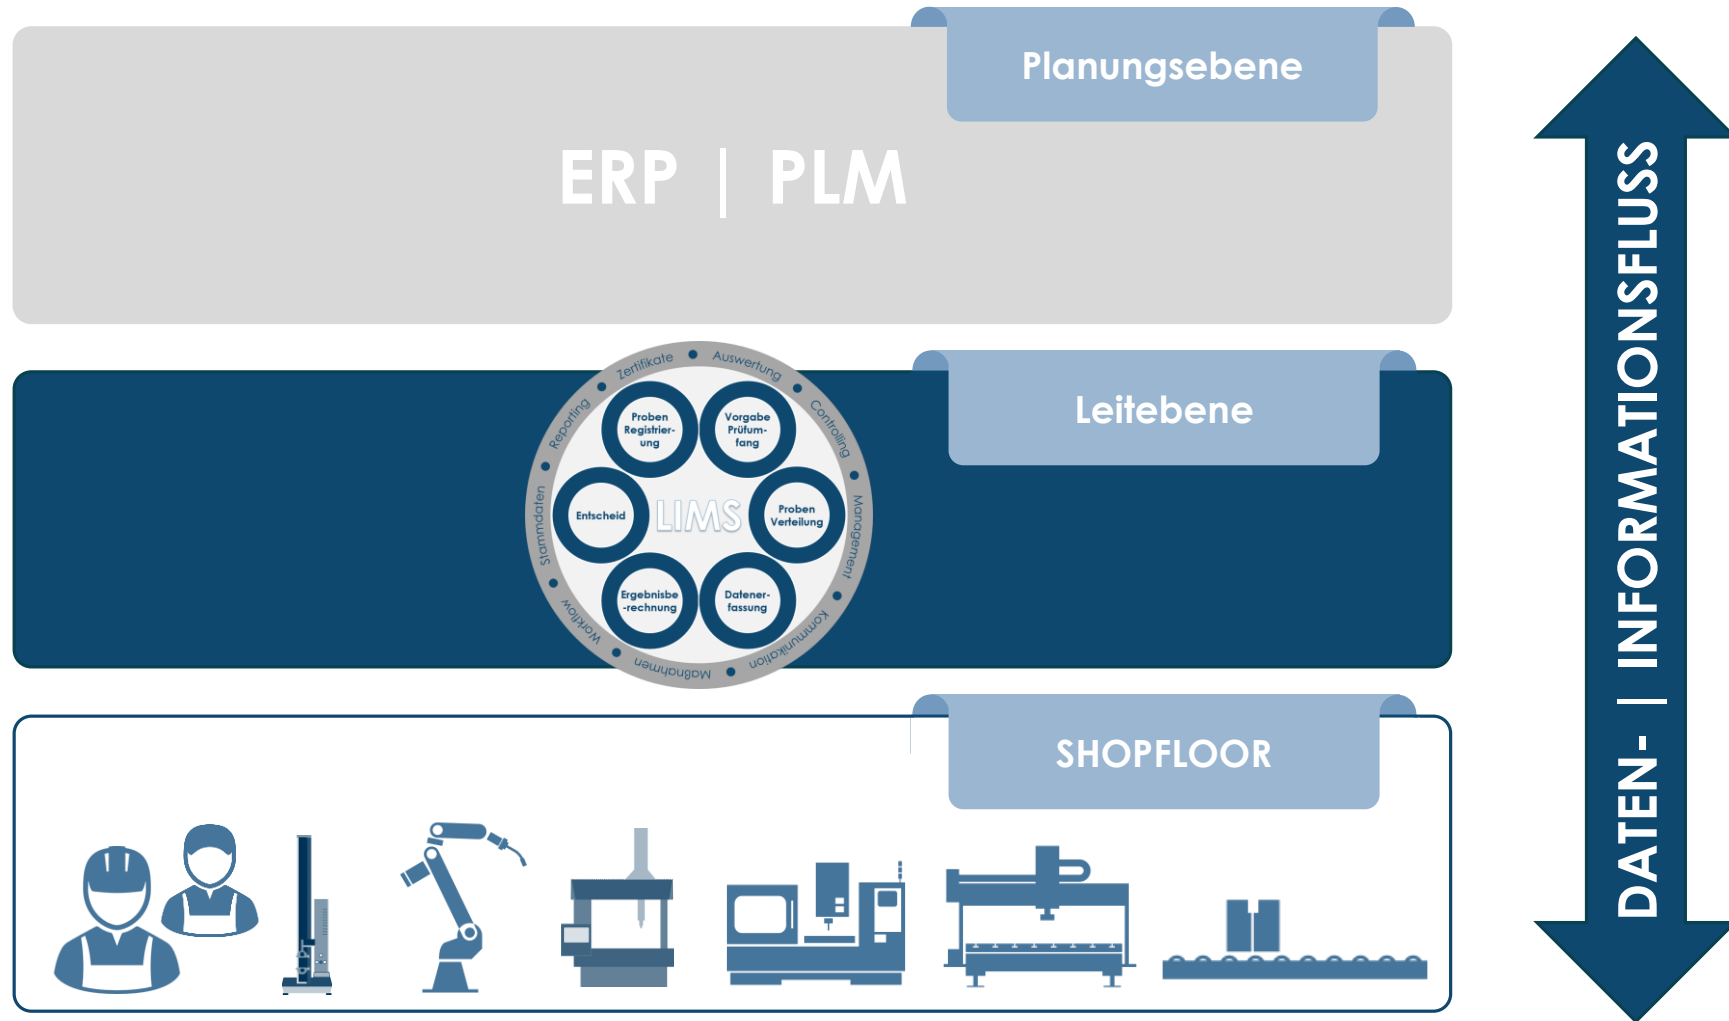 Planungsebene
ERP | PLM
Leitebene
Zertifikate • Auswertung • Controlling • Management • Kommunikation • Maßnahmen • Workflow • Stammdaten • Reporting •
Proben
Registrier-
ung
Vorgabe
Prüfum-
fang
Entscheid
LIMS
Proben
Verteilung
Ergebnisbe
-rechnung
Datener-
fassung
SHOPFLOOR
DATEN- | INFORMATIONSFLUSS